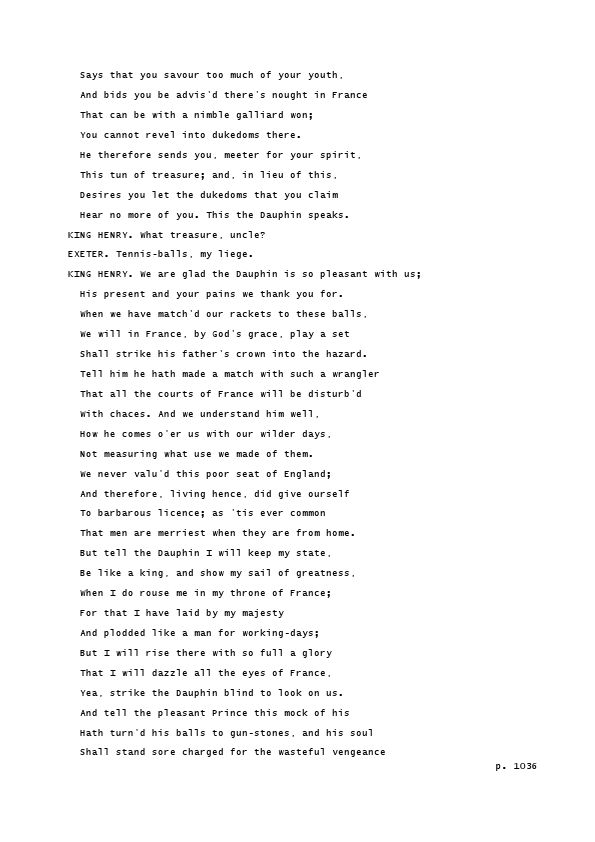 Says that you savour too much of your youth,
And bids you be advis'd there's nought in France
That can be with a nimble galliard won;
You cannot revel into dukedoms there.
He therefore sends you, meeter for your spirit,
This tun of treasure; and, in lieu of this,
Desires you let the dukedoms that you claim
Hear no more of you. This the Dauphin speaks.
KING HENRY. What treasure, uncle?
EXETER. Tennis-balls, my liege.
KING HENRY. We are glad the Dauphin is so pleasant with us;
His present and your pains we thank you for.
When we have match'd our rackets to these balls,
We will in France, by God's grace, play a set
Shall strike his father's crown into the hazard.
Tell him he hath made a match with such a wrangler
That all the courts of France will be disturb'd
With chaces. And we understand him well,
How he comes o'er us with our wilder days,
Not measuring what use we made of them.
We never valu'd this poor seat of England;
And therefore, living hence, did give ourself
To barbarous licence; as 'tis ever common
That men are merriest when they are from home.
But tell the Dauphin I will keep my state,
Be like a king, and show my sail of greatness,
When I do rouse me in my throne of France;
For that I have laid by my majesty
And plodded like a man for working-days;
But I will rise there with so full a glory
That I will dazzle all the eyes of France,
Yea, strike the Dauphin blind to look on us.
And tell the pleasant Prince this mock of his
Hath turn'd his balls to gun-stones, and his soul
Shall stand sore charged for the wasteful vengeance
p. 1036